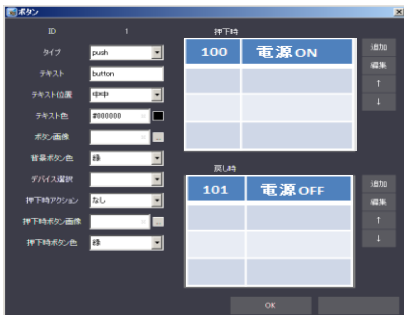 ボタン
ID 1
タイプ push
テキスト button
テキスト位置 中央中
テキスト色 #000000
ボタン画像
背景ボタン色 緑
デバイス選択
押下時アクション なし
押下時ボタン画像
押下時ボタン色 緑
押下時
100 電源ON
追加
編集
↑
↓
戻し時
101 電源OFF
追加
編集
↑
↓
OK